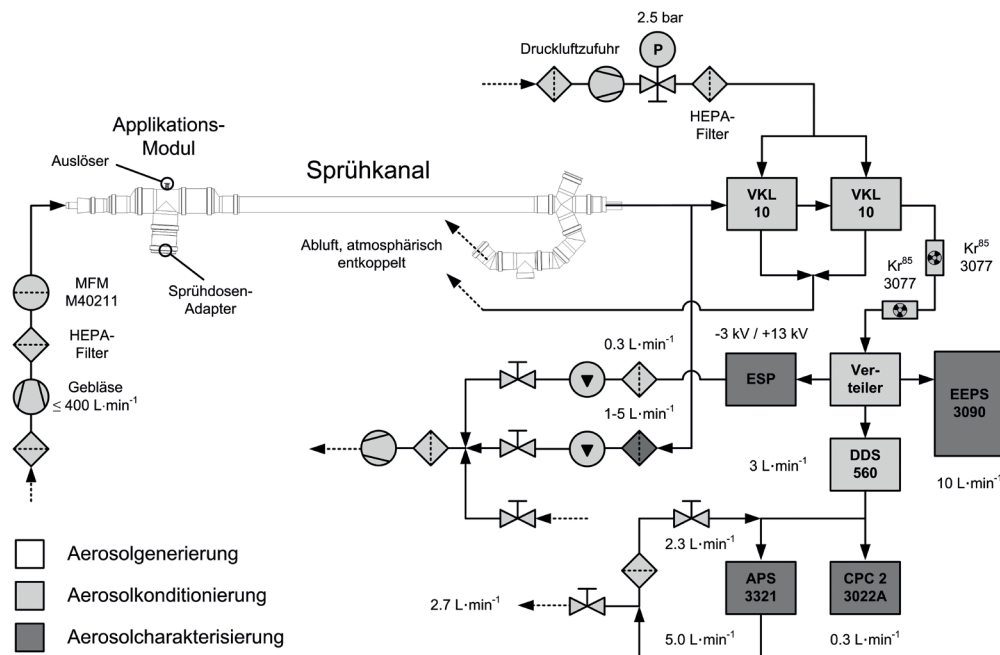 2.5 bar
Druckluftzufuhr
P
HEPA-
Filter
Applikations-
Modul
Auslöser
Sprühkanal
VKL
10
VKL
10
Abluft, atmosphärisch
entkoppelt
Sprühdosen-
Adapter
Kr85
3077
Kr85
3077
MFM
M40211
HEPA-
Filter
Gebläse
≤ 400 L·min-1
0.3 L·min-1
-3 kV / +13 kV
ESP
Ver-
teiler
EEPS
3090
1-5 L·min-1
3 L·min-1
DDS
560
10 L·min-1
2.3 L·min-1
Aerosolgenerierung
Aerosolkonditionierung
Aerosolcharakterisierung
2.7 L·min-1
APS
3321
CPC 2
3022A
5.0 L·min-1
0.3 L·min-1